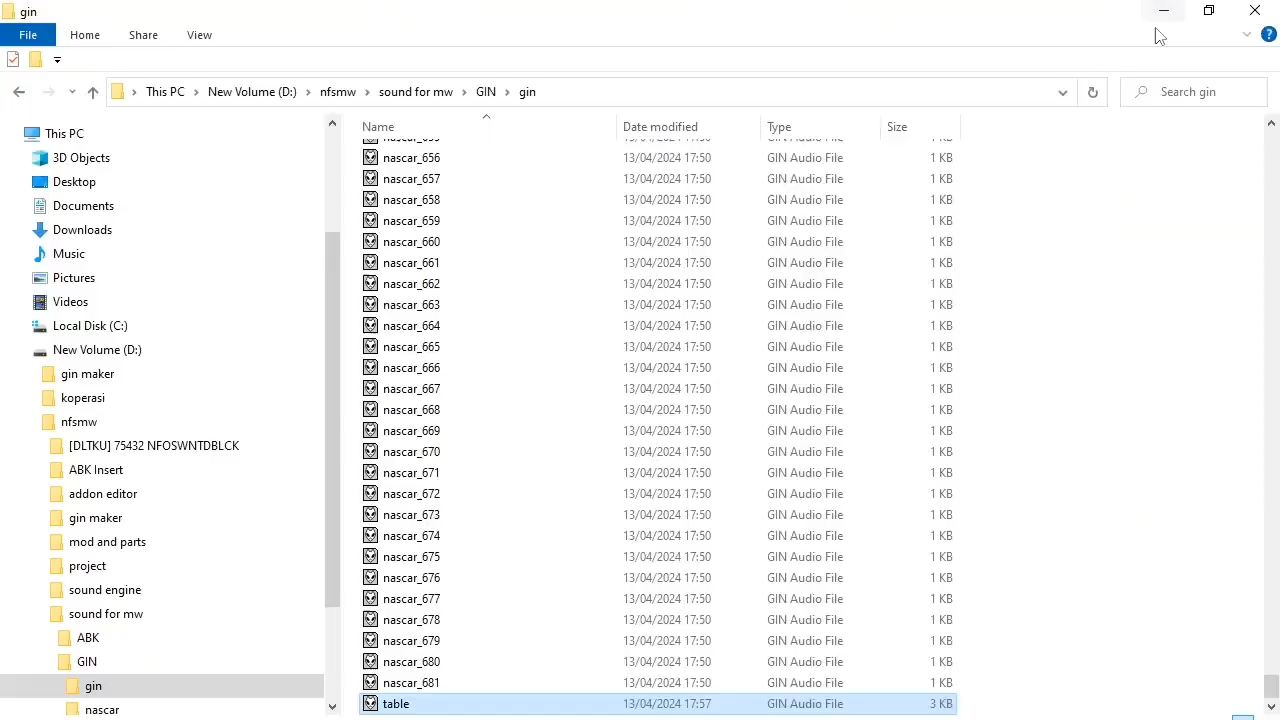 gin
File Home Share View
This PC New Volume (D:) nfsmw sound for mw GIN gin Search gin
Name Date modified Type Size
nascar_655 13/04/2024 17:50 GIN Audio File 1 KB
nascar_656 13/04/2024 17:50 GIN Audio File 1 KB
nascar_657 13/04/2024 17:50 GIN Audio File 1 KB
nascar_658 13/04/2024 17:50 GIN Audio File 1 KB
nascar_659 13/04/2024 17:50 GIN Audio File 1 KB
nascar_660 13/04/2024 17:50 GIN Audio File 1 KB
nascar_661 13/04/2024 17:50 GIN Audio File 1 KB
nascar_662 13/04/2024 17:50 GIN Audio File 1 KB
nascar_663 13/04/2024 17:50 GIN Audio File 1 KB
nascar_664 13/04/2024 17:50 GIN Audio File 1 KB
nascar_665 13/04/2024 17:50 GIN Audio File 1 KB
nascar_666 13/04/2024 17:50 GIN Audio File 1 KB
nascar_667 13/04/2024 17:50 GIN Audio File 1 KB
nascar_668 13/04/2024 17:50 GIN Audio File 1 KB
nascar_669 13/04/2024 17:50 GIN Audio File 1 KB
nascar_670 13/04/2024 17:50 GIN Audio File 1 KB
nascar_671 13/04/2024 17:50 GIN Audio File 1 KB
nascar_672 13/04/2024 17:50 GIN Audio File 1 KB
nascar_673 13/04/2024 17:50 GIN Audio File 1 KB
nascar_674 13/04/2024 17:50 GIN Audio File 1 KB
nascar_675 13/04/2024 17:50 GIN Audio File 1 KB
nascar_676 13/04/2024 17:50 GIN Audio File 1 KB
nascar_677 13/04/2024 17:50 GIN Audio File 1 KB
nascar_678 13/04/2024 17:50 GIN Audio File 1 KB
nascar_679 13/04/2024 17:50 GIN Audio File 1 KB
nascar_680 13/04/2024 17:50 GIN Audio File 1 KB
nascar_681 13/04/2024 17:50 GIN Audio File 1 KB
table 13/04/2024 17:57 GIN Audio File 3 KB
This PC
3D Objects
Desktop
Documents
Downloads
Music
Pictures
Videos
Local Disk (C:)
New Volume (D:)
gin maker
koperasi
nfsmw
[DLTKU] 75432 NFOSWNTDBLCK
ABK Insert
addon editor
gin maker
mod and parts
project
sound engine
sound for mw
ABK
GIN
gin
nascar